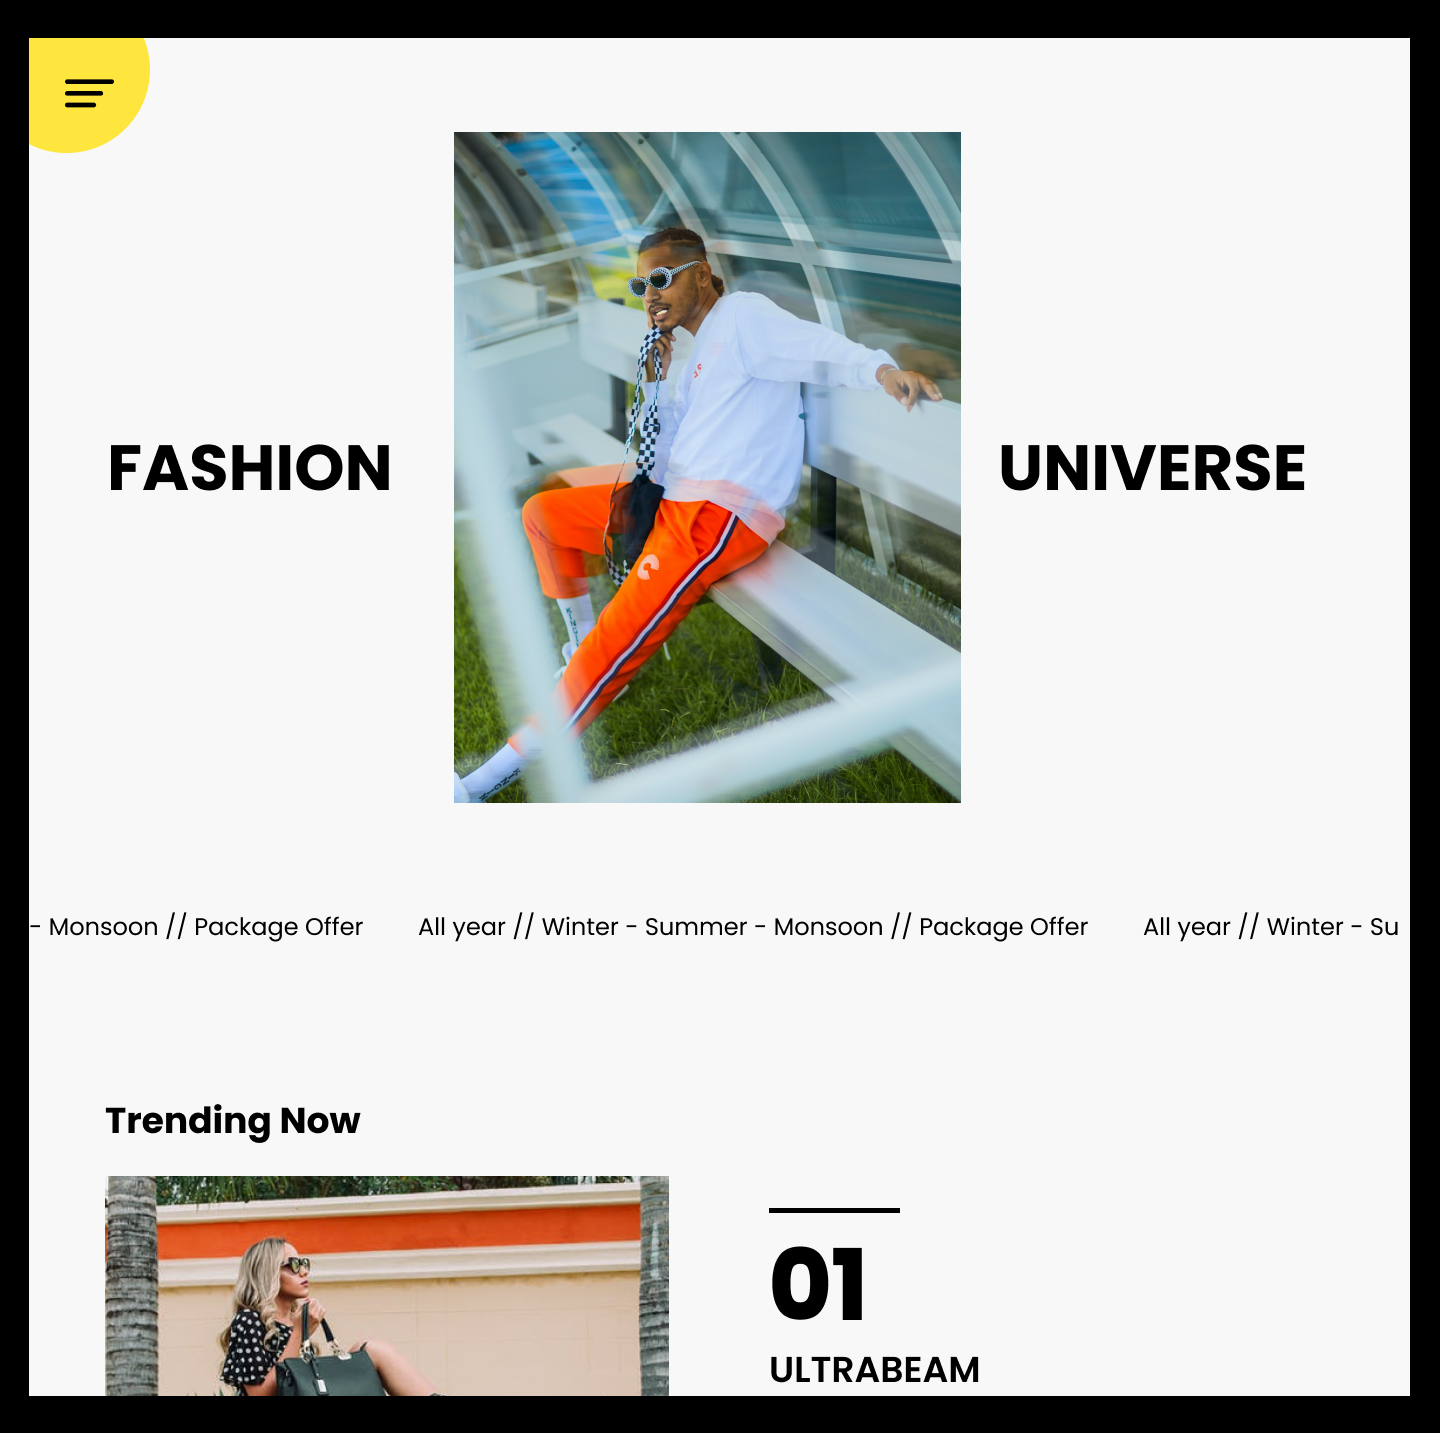 FASHION
UNIVERSE
- Monsoon // Package Offer All year // Winter - Summer - Monsoon // Package Offer All year // Winter - Su
Trending Now
01
ULTRABEAM